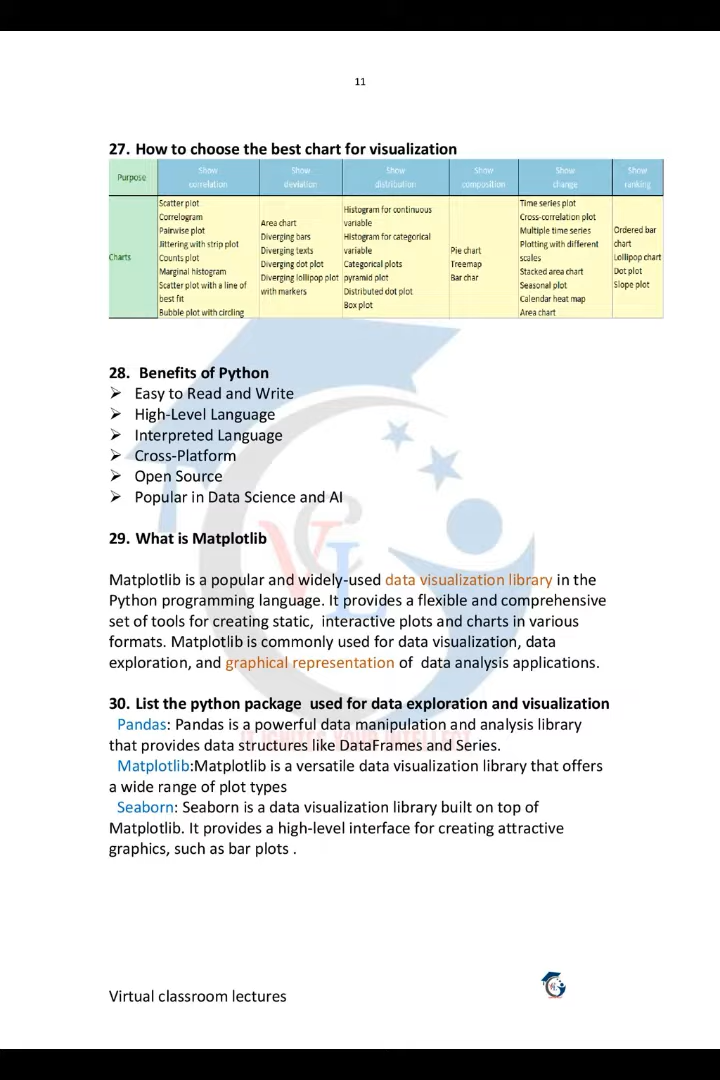 11
27. How to choose the best chart for visualization
Purpose
Show correlation
Show deviation
Show distribution
Show composition
Show change
Show ranking
Charts
Scatter plot
Correlogram
Pairwise plot
Jittering with strip plot
Counts plot
Marginal histogram
Scatter plot with a line of
best fit
Bubble plot with circling
Area chart
Diverging bars
Diverging texts
Diverging dot plot
Diverging lollipop plot
with markers
Histogram for continuous
variable
Histogram for categorical
variable
Categorical plots
pyramid plot
Distributed dot plot
Box plot
Pie chart
Treemap
Bar char
Time series plot
Cross-correlation plot
Multiple time series
Plotting with different
scales
Stacked area chart
Seasonal plot
Calendar heat map
Area chart
Ordered bar
chart
Lollipop chart
Dot plot
Slope plot
28. Benefits of Python
➢ Easy to Read and Write
➢ High-Level Language
➢ Interpreted Language
➢ Cross-Platform
➢ Open Source
➢ Popular in Data Science and AI
29. What is Matplotlib
Matplotlib is a popular and widely-used data visualization library in the
Python programming language. It provides a flexible and comprehensive
set of tools for creating static, interactive plots and charts in various
formats. Matplotlib is commonly used for data visualization, data
exploration, and graphical representation of data analysis applications.
30. List the python package used for data exploration and visualization
Pandas: Pandas is a powerful data manipulation and analysis library
IT IGNITES YOUR INTELLECT
that provides data structures like DataFrames and Series.
Matplotlib:Matplotlib is a versatile data visualization library that offers
a wide range of plot types
Seaborn: Seaborn is a data visualization library built on top of
Matplotlib. It provides a high-level interface for creating attractive
graphics, such as bar plots .
VCL
Virtual classroom lectures